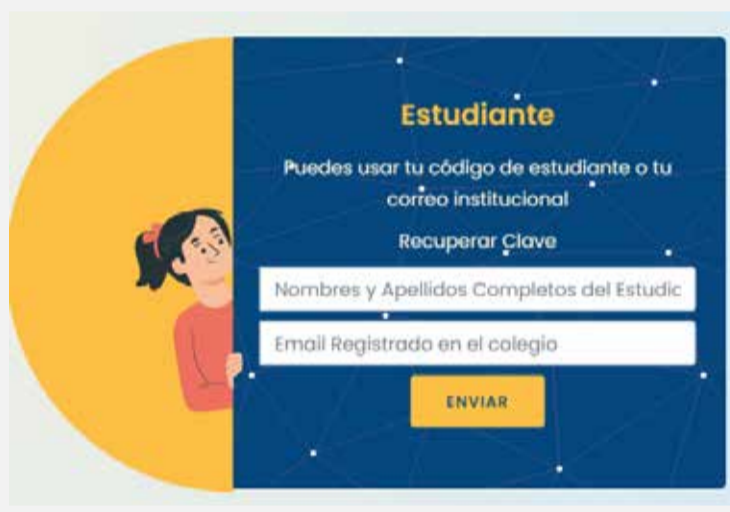 Estudiante
Puedes usar tu código de estudiante o tu
correo institucional
Recuperar Clave
Nombres y Apellidos Completos del Estudic
Email Registrado en el colegio
ENVIAR